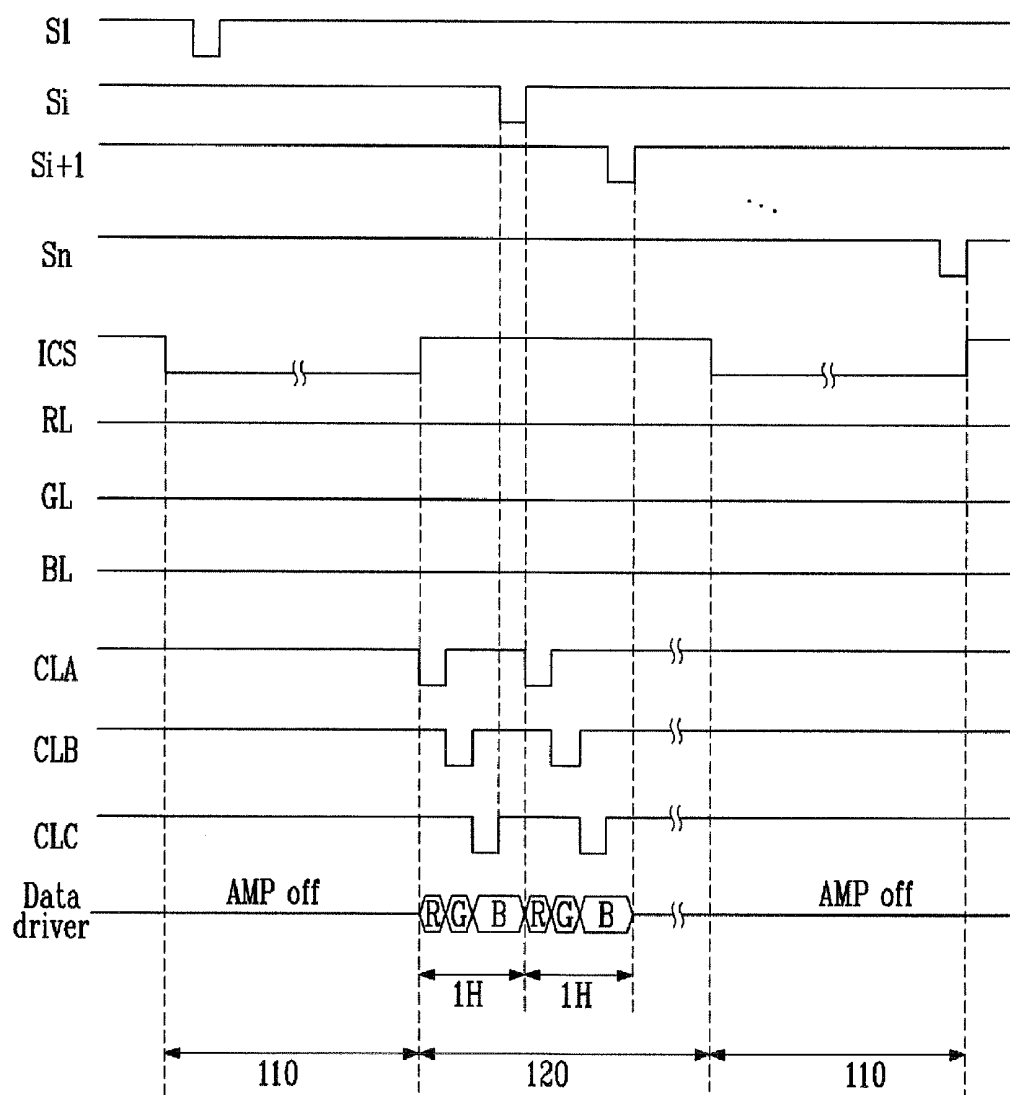 S1
Si
Si+1
...
Sn
ICS
RL
GL
BL
CLA
CLB
CLC
Data driver
AMP off
R G B R G B
AMP off
1H 1H
110 120 110